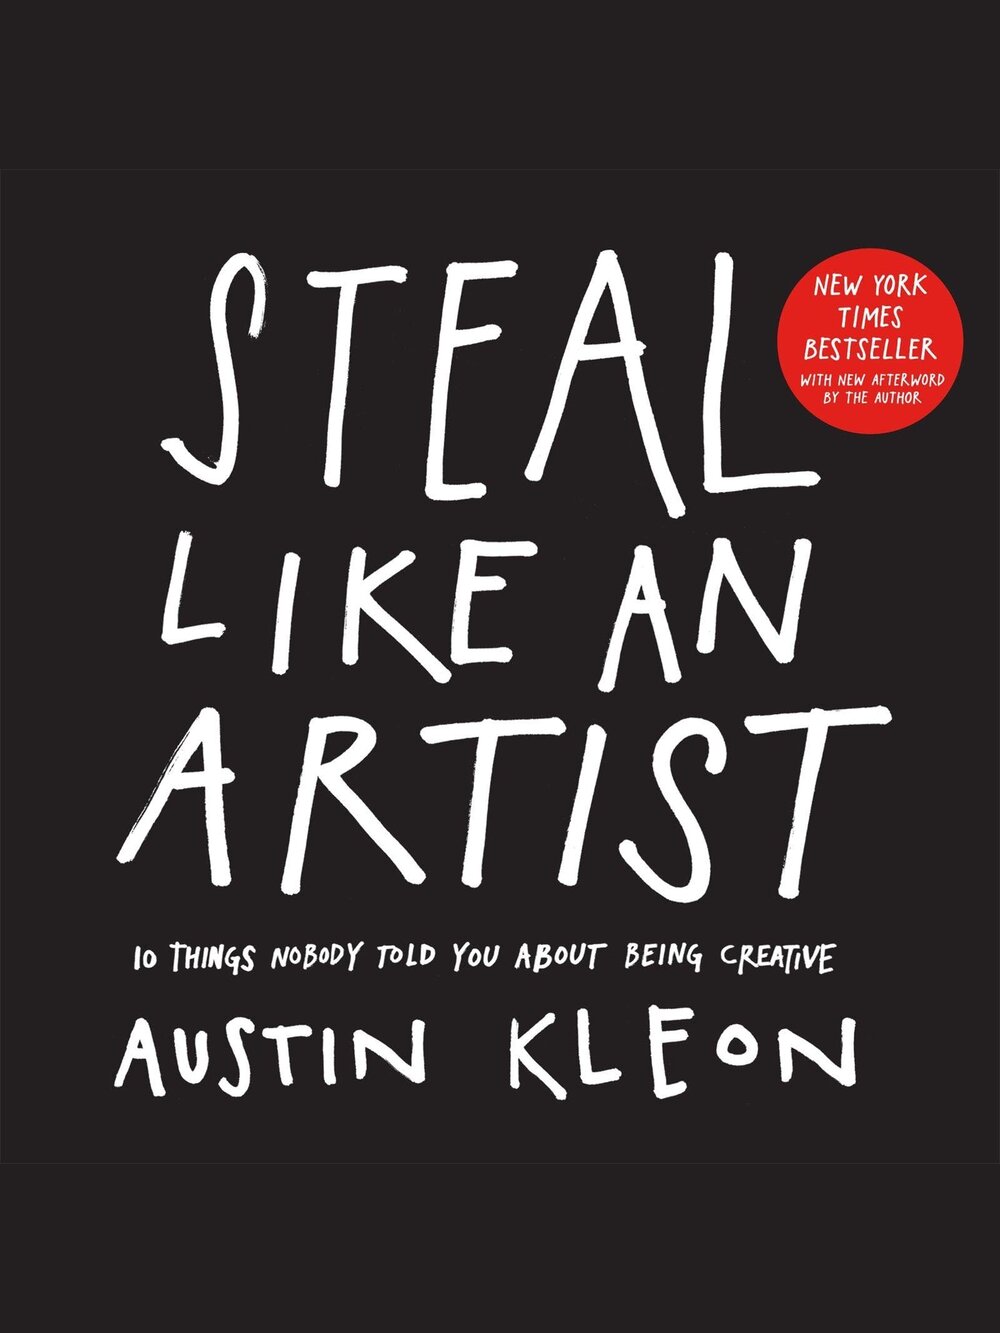 STEAL
LIKE AN
ARTIST
NEW YORK
TIMES
BESTSELLER
WITH NEW AFTERWORD
BY THE AUTHOR
10 THINGS NOBODY TOLD YOU ABOUT BEING CREATIVE
AUSTIN KLEON